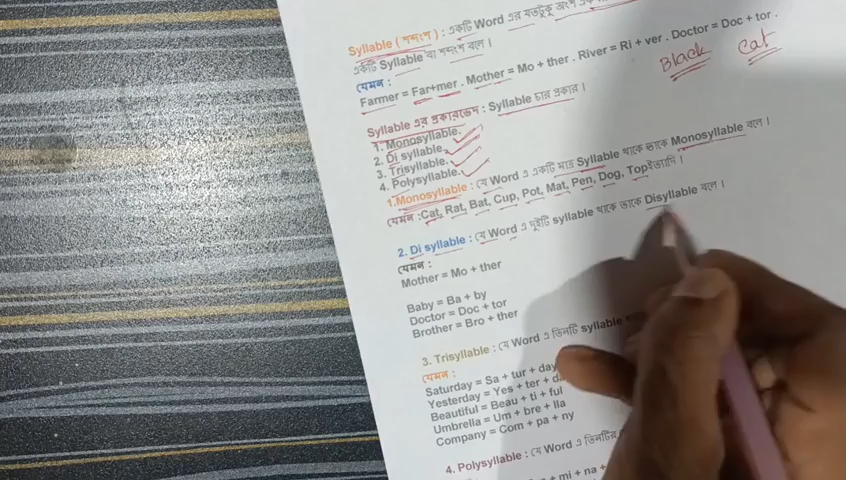 Syllable ( শব্দাংশ ) : একটি Word এর যতটুকু অংশ এক
একটি Syllable বা শব্দাংশ বলে ।
যেমন :
Farmer = Far+mer . Mother = Mo + ther . River = Ri + ver . Doctor = Doc + tor .
Black Cat
Syllable এর প্রকারভেদ : Syllable চার প্রকার ।
1. Monosyllable.
2. Di syllable.
3. Trisyllable.
4. Polysyllable.
1.Monosyllable : যে Word এ একটি মাত্র Syllable থাকে তাকে Monosyllable বলে ।
যেমন :Cat, Rat, Bat, Cup, Pot, Mat, Pen, Dog, Topইত্যাদি ।
2. Di syllable : যে Word এ দুইটি syllable থাকে তাকে Disyllable বলে ।
যেমন :
Mother = Mo + ther
Baby = Ba + by
Doctor = Doc + tor
Brother = Bro + ther
3. Trisyllable : যে Word এ তিনটি syllable
যেমন :
Saturday = Sa + tur + day
Yesterday = Yes + ter + d
Beautiful = Beau + ti + ful
Umbrella = Um + bre + lla
Company = Com + pa + ny
4. Polysyllable : যে Word এ তিনটির
+ mi + na +